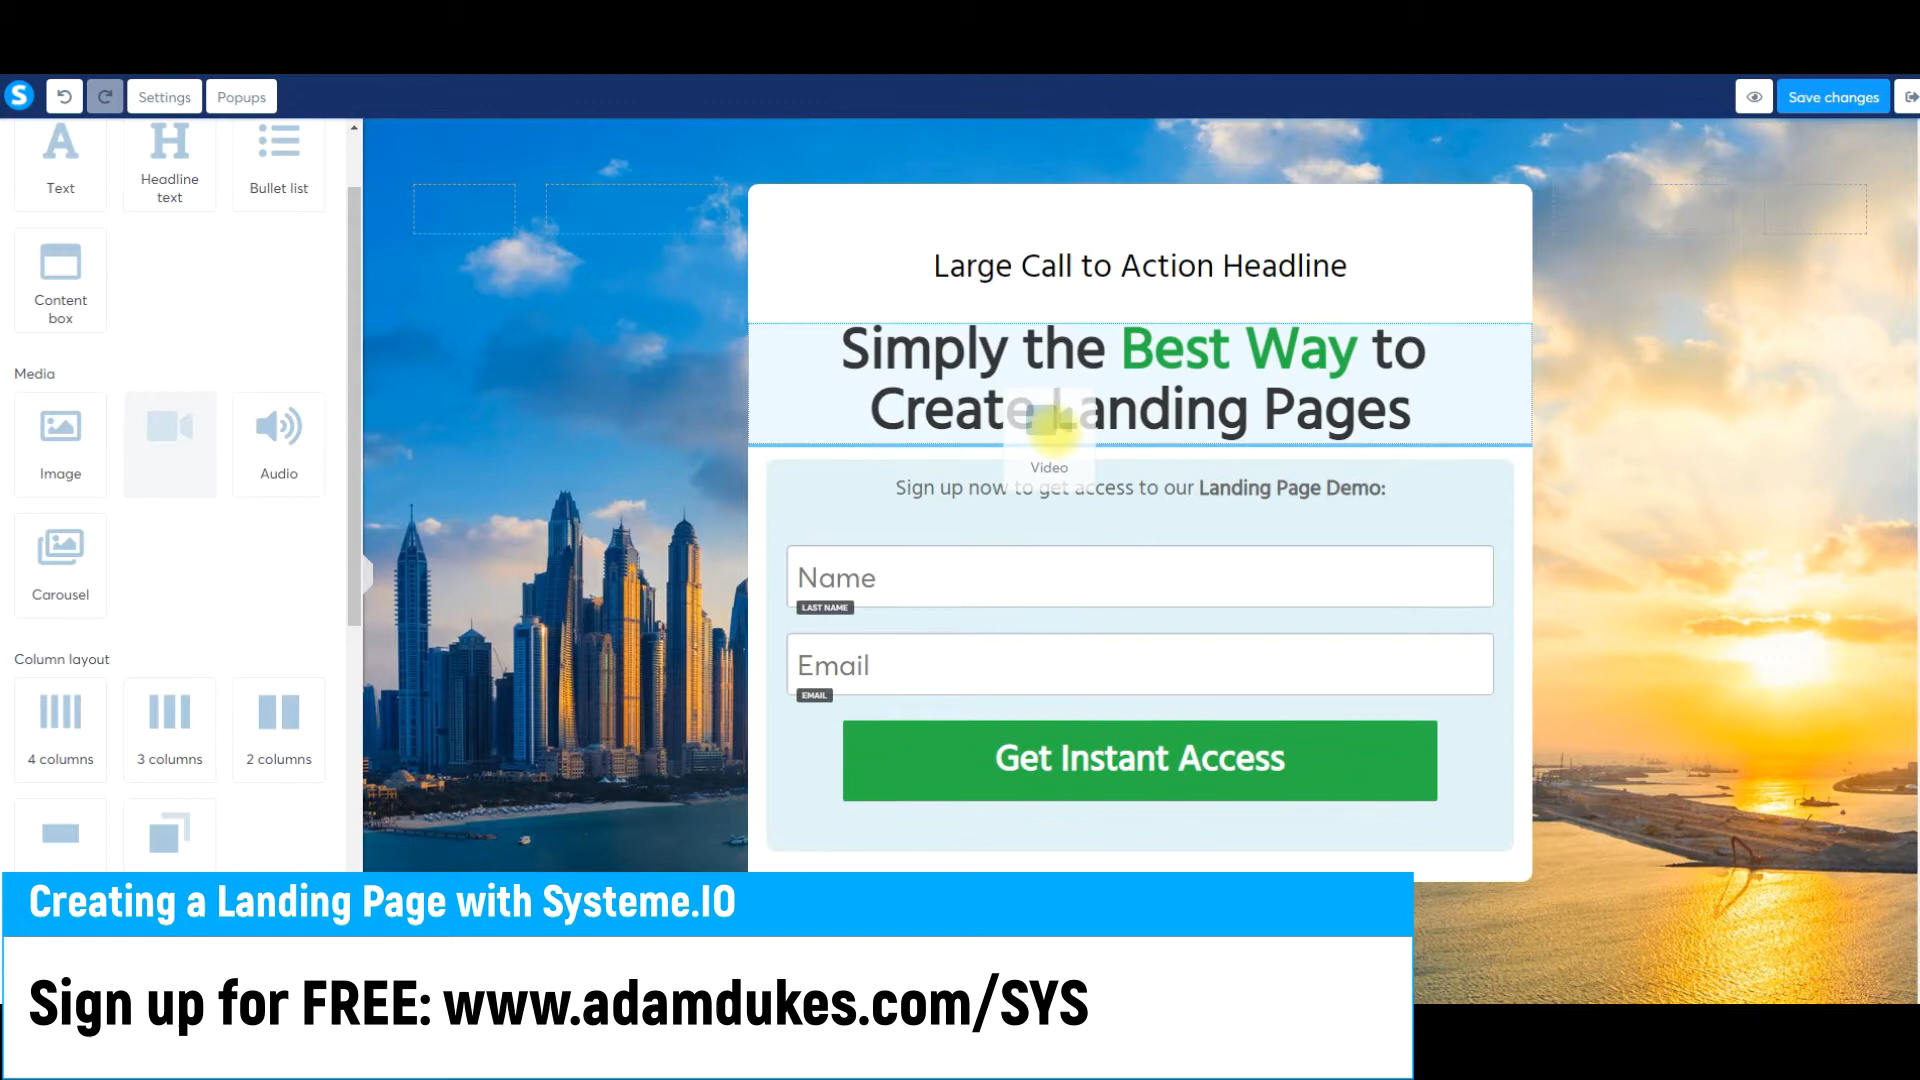 S
Settings
Popups
Save changes
Text
Headline
text
Bullet list
Content
box
Media
Image
Audio
Carousel
Column layout
4 columns
3 columns
2 columns
Large Call to Action Headline
Simply the Best Way to
Create Landing Pages
Video
Sign up now to get access to our Landing Page Demo:
Name
LAST NAME
Email
EMAIL
Get Instant Access
Creating a Landing Page with Systeme.IO
Sign up for FREE: www.adamdukes.com/SYS